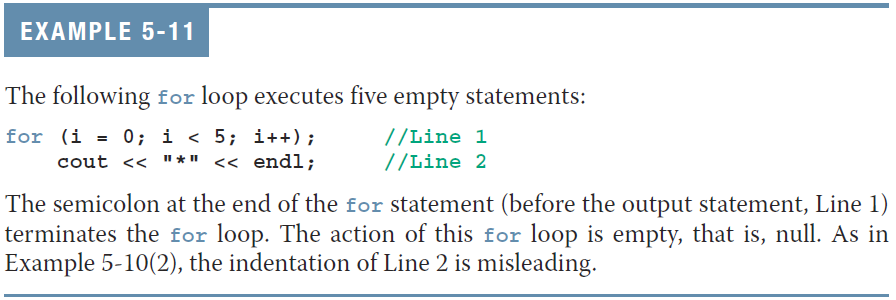 EXAMPLE 5-11
The following for loop executes five empty statements:
for (i = 0; i < 5; i++);     //Line 1
    cout << "*" << endl;     //Line 2
The semicolon at the end of the for statement (before the output statement, Line 1)
terminates the for loop. The action of this for loop is empty, that is, null. As in
Example 5-10(2), the indentation of Line 2 is misleading.